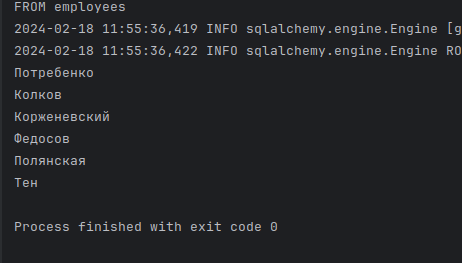 FROM employees
2024-02-18 11:55:36,419 INFO sqlalchemy.engine.Engine [g
2024-02-18 11:55:36,422 INFO sqlalchemy.engine.Engine RO
Потребенко
Колков
Корженевский
Федосов
Полянская
Тен
Process finished with exit code 0